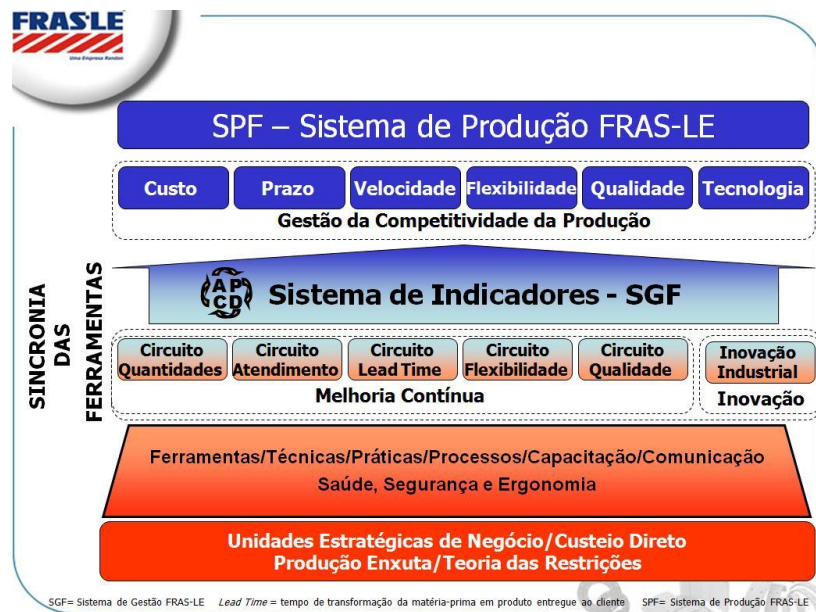 FRAS-LE
Uma Empresa Randon
SPF – Sistema de Produção FRAS-LE
Custo
Prazo
Velocidade
Flexibilidade
Qualidade
Tecnologia
Gestão da Competitividade da Produção
SINCRONIA
DAS
FERRAMENTAS
A P
C D
Sistema de Indicadores - SGF
Circuito
Quantidades
Circuito
Atendimento
Circuito
Lead Time
Circuito
Flexibilidade
Circuito
Qualidade
Melhoria Contínua
Inovação
Industrial
Inovação
Ferramentas/Técnicas/Práticas/Processos/Capacitação/Comunicação
Saúde, Segurança e Ergonomia
Unidades Estratégicas de Negócio/Custeio Direto
Produção Enxuta/Teoria das Restrições
SGF= Sistema de Gestão FRAS-LE Lead Time = tempo de transformação da matéria-prima em produto entregue ao cliente SPF= Sistema de Produção FRAS-LE